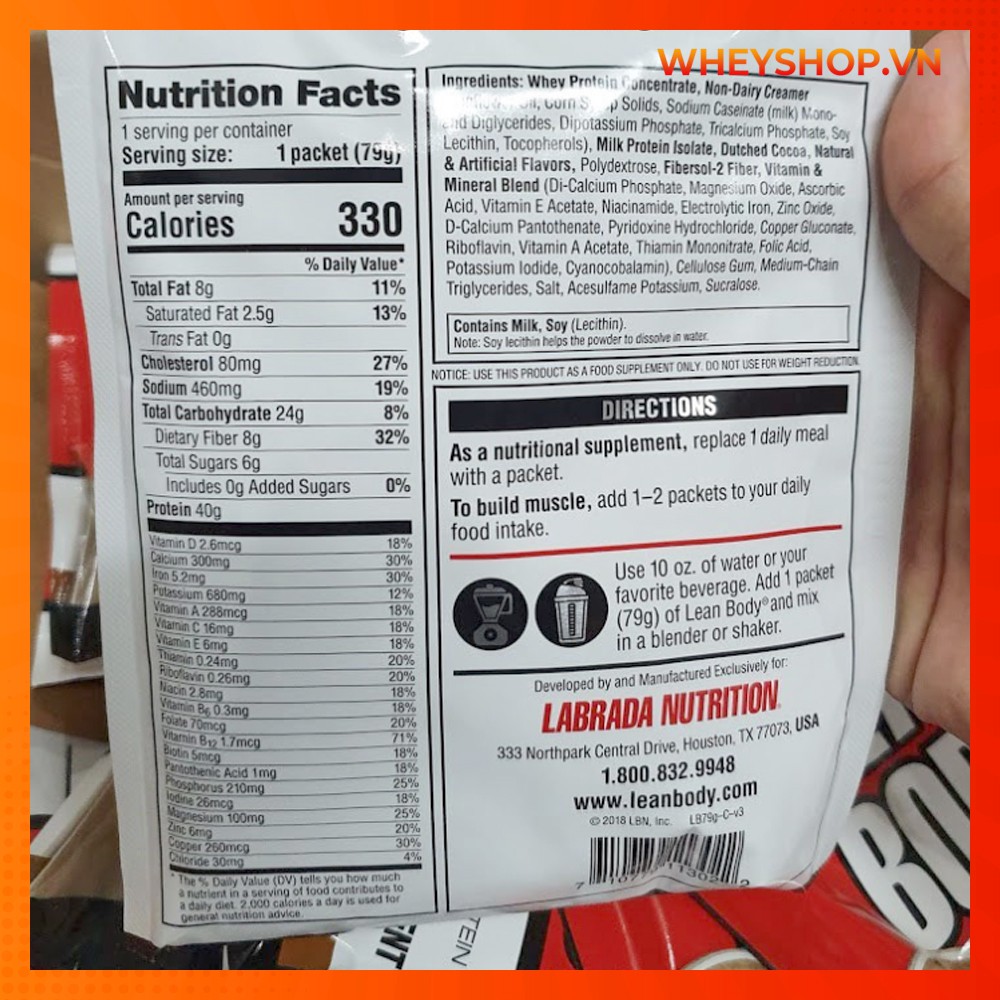 WHEYSHOP.VN
Nutrition Facts
1 serving per container
Serving size: 1 packet (79g)
Amount per serving
Calories 330
% Daily Value*
Total Fat 8g 11%
Saturated Fat 2.5g 13%
Trans Fat 0g
Cholesterol 80mg 27%
Sodium 460mg 19%
Total Carbohydrate 24g 8%
Dietary Fiber 8g 32%
Total Sugars 6g
Includes 0g Added Sugars 0%
Protein 40g
Vitamin D 2.6mcg 18%
Calcium 300mg 30%
Iron 5.2mg 30%
Potassium 680mg 12%
Vitamin A 288mcg 18%
Vitamin C 16mg 18%
Vitamin E 6mg 18%
Thiamin 0.24mg 20%
Riboflavin 0.26mg 20%
Niacin 2.8mg 18%
Vitamin B6 0.3mg 18%
Folate 70mcg 20%
Vitamin B12 1.7mcg 71%
Biotin 5mcg 18%
Pantothenic Acid 1mg 18%
Phosphorus 210mg 25%
Iodine 26mcg 18%
Magnesium 100mg 25%
Zinc 6mg 20%
Copper 260mcg 30%
Chloride 30mg 4%
* The % Daily Value (DV) tells you how much
a nutrient in a serving of food contributes to
a daily diet. 2,000 calories a day is used for
general nutrition advice.
Ingredients: Whey Protein Concentrate, Non-Dairy Creamer
Oil, Corn Syrup Solids, Sodium Caseinate (milk) Mono-
and Diglycerides, Dipotassium Phosphate, Tricalcium Phosphate, Soy
Lecithin, Tocopherols), Milk Protein Isolate, Dutched Cocoa, Natural
& Artificial Flavors, Polydextrose, Fibersol-2 Fiber, Vitamin &
Mineral Blend (Di-Calcium Phosphate, Magnesium Oxide, Ascorbic
Acid, Vitamin E Acetate, Niacinamide, Electrolytic Iron, Zinc Oxide,
D-Calcium Pantothenate, Pyridoxine Hydrochloride, Copper Gluconate,
Riboflavin, Vitamin A Acetate, Thiamin Mononitrate, Folic Acid,
Potassium Iodide, Cyanocobalamin), Cellulose Gum, Medium-Chain
Triglycerides, Salt, Acesulfame Potassium, Sucralose.
Contains Milk, Soy (Lecithin).
Note: Soy lecithin helps the powder to dissolve in water.
NOTICE: USE THIS PRODUCT AS A FOOD SUPPLEMENT ONLY. DO NOT USE FOR WEIGHT REDUCTION.
DIRECTIONS
As a nutritional supplement, replace 1 daily meal
with a packet.
To build muscle, add 1–2 packets to your daily
food intake.
Use 10 oz. of water or your
favorite beverage. Add 1 packet
(79g) of Lean Body® and mix
in a blender or shaker.
Developed by and Manufactured Exclusively for:
LABRADA NUTRITION
333 Northpark Central Drive, Houston, TX 77073, USA
1.800.832.9948
www.leanbody.com
© 2018 LBN, Inc. LB79g-C-v3